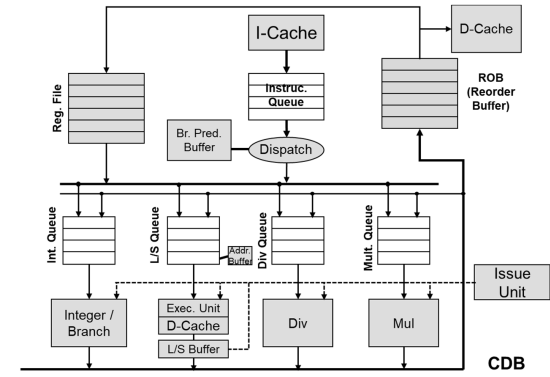 I-Cache
D-Cache
Reg. File
Instruc.
Queue
ROB
(Reorder
Buffer)
Br. Pred.
Buffer
Dispatch
Int. Queue
L/S Queue
Addr.
Buffer
Div Queue
Mult. Queue
Issue
Unit
Integer /
Branch
Exec. Unit
D-Cache
L/S Buffer
Div
Mul
CDB